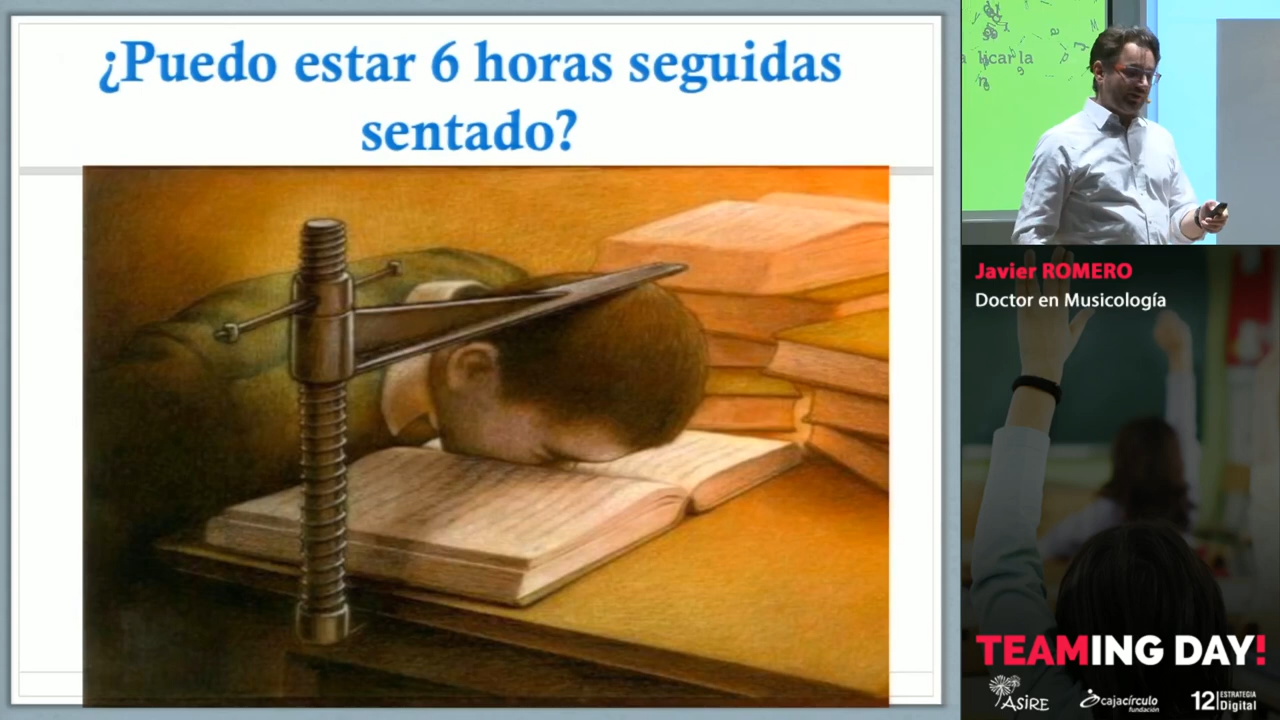 ¿Puedo estar 6 horas seguidas
sentado?
licar la
Javier ROMERO
Doctor en Musicología
TEAMING DAY!
ASIRE
cajacírculo
fundación
12 ESTRATEGIA
Digital